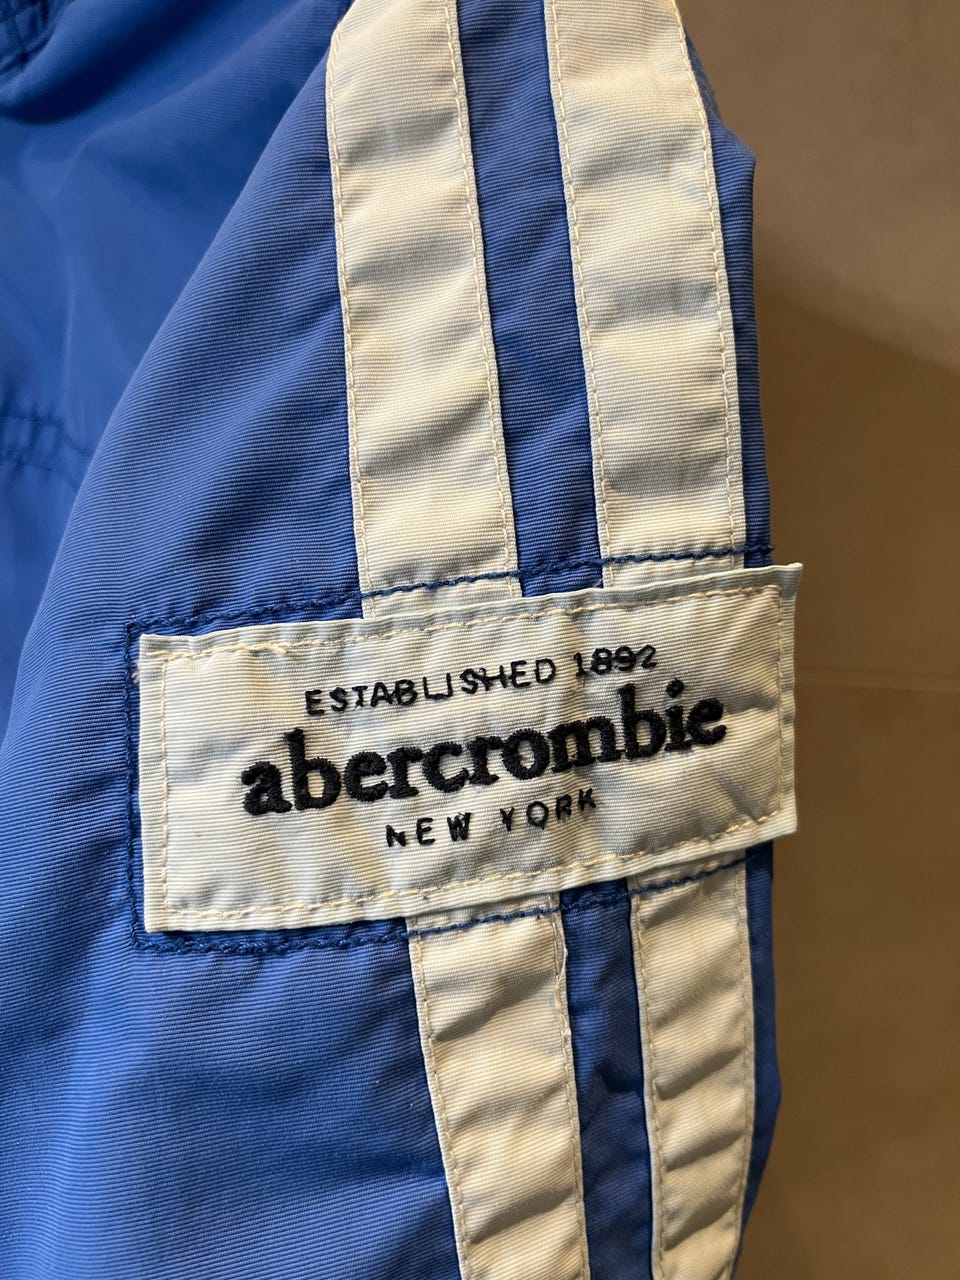 ESTABLISHED 1892
abercrombie
NEW YORK